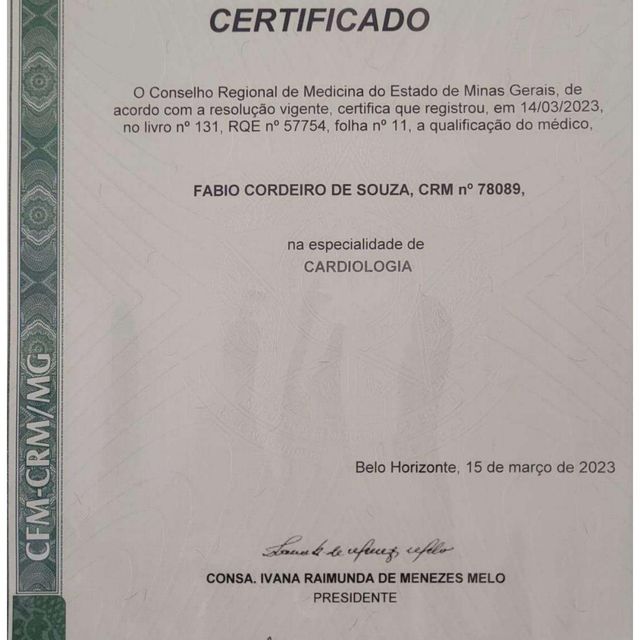 CERTIFICADO
O Conselho Regional de Medicina do Estado de Minas Gerais, de
acordo com a resolução vigente, certifica que registrou, em 14/03/2023,
no livro nº 131, RQE nº 57754, folha nº 11, a qualificação do médico,
FABIO CORDEIRO DE SOUZA, CRM nº 78089,
na especialidade de
CARDIOLOGIA
Belo Horizonte, 15 de março de 2023
CONSA. IVANA RAIMUNDA DE MENEZES MELO
PRESIDENTE
CFM-CRM/MG